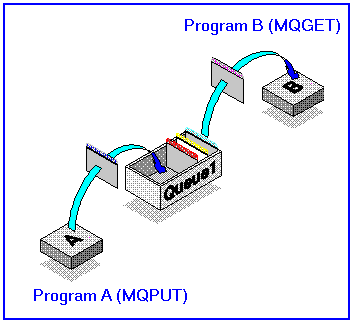 Program B (MQGET)
B
Queue1
A
Program A (MQPUT)